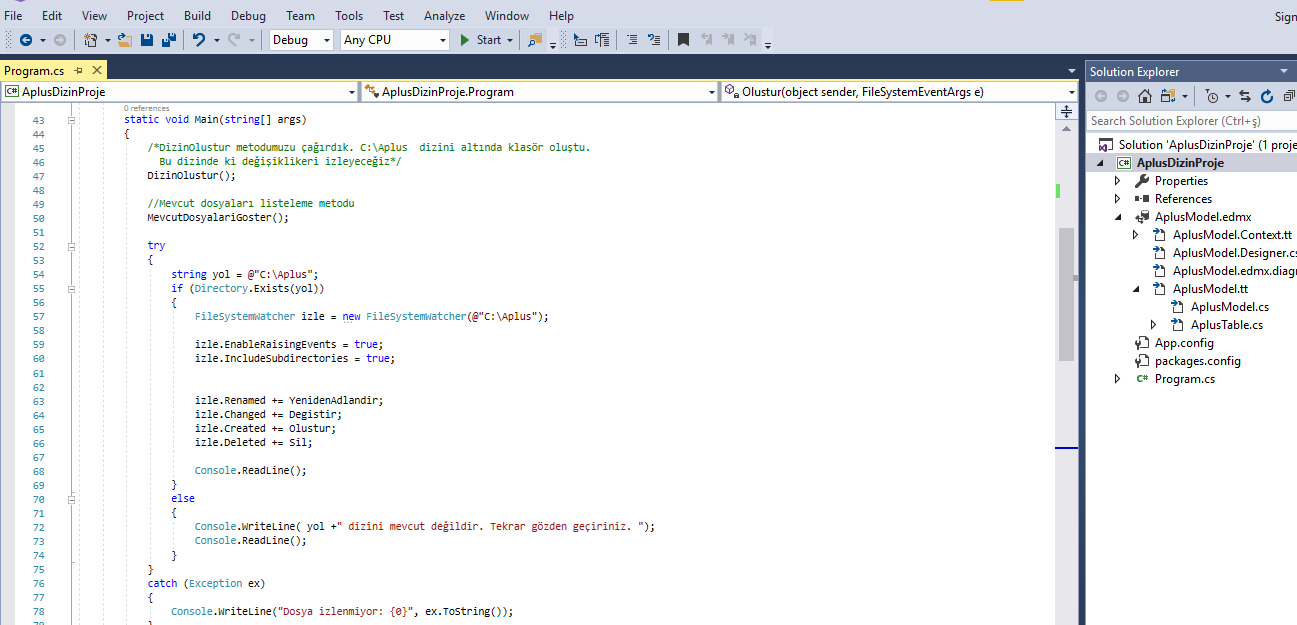 File Edit View Project Build Debug Team Tools Test Analyze Window Help
Sign
Debug Any CPU Start
Program.cs
AplusDizinProje AplusDizinProje.Program Olustur(object sender, FileSystemEventArgs e)
0 references
43 static void Main(string[] args)
44 {
45 /*DizinOlustur metodumuzu çağırdık. C:\Aplus  dizini altında klasör oluştu.
46 Bu dizinde ki değişiklikeri izleyeceğiz*/
47 DizinOlustur();
48
49 //Mevcut dosyaları listeleme metodu
50 MevcutDosyalariGoster();
51
52 try
53 {
54 string yol = @"C:\Aplus";
55 if (Directory.Exists(yol))
56 {
57 FileSystemWatcher izle = new FileSystemWatcher(@"C:\Aplus");
58
59 izle.EnableRaisingEvents = true;
60 izle.IncludeSubdirectories = true;
61
62
63 izle.Renamed += YenidenAdlandir;
64 izle.Changed += Degistir;
65 izle.Created += Olustur;
66 izle.Deleted += Sil;
67
68 Console.ReadLine();
69 }
70 else
71 {
72 Console.WriteLine( yol +" dizini mevcut değildir. Tekrar gözden geçiriniz. ");
73 Console.ReadLine();
74 }
75 }
76 catch (Exception ex)
77 {
78 Console.WriteLine("Dosya izlenmiyor: {0}", ex.ToString());
79 }
Solution Explorer
Search Solution Explorer (Ctrl+ş)
Solution 'AplusDizinProje' (1 proje
C# AplusDizinProje
Properties
References
AplusModel.edmx
AplusModel.Context.tt
AplusModel.Designer.cs
AplusModel.edmx.diagr
AplusModel.tt
AplusModel.cs
AplusTable.cs
App.config
packages.config
C# Program.cs